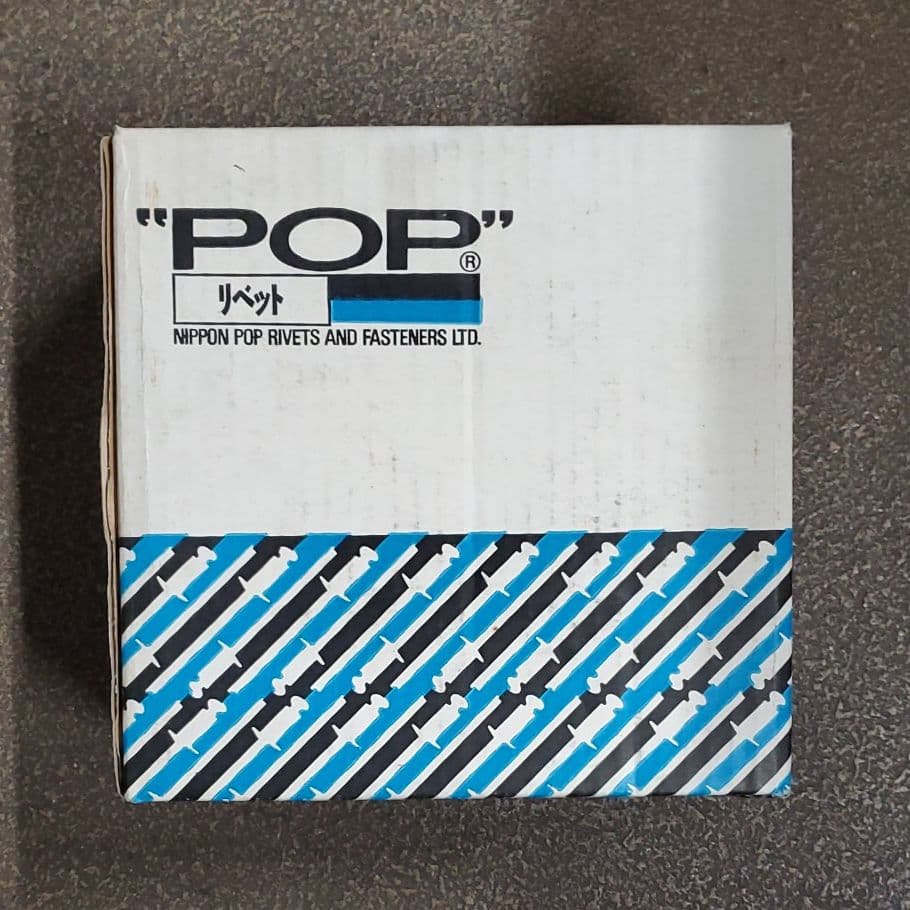 “POP”®
リベット
NIPPON POP RIVETS AND FASTENERS LTD.